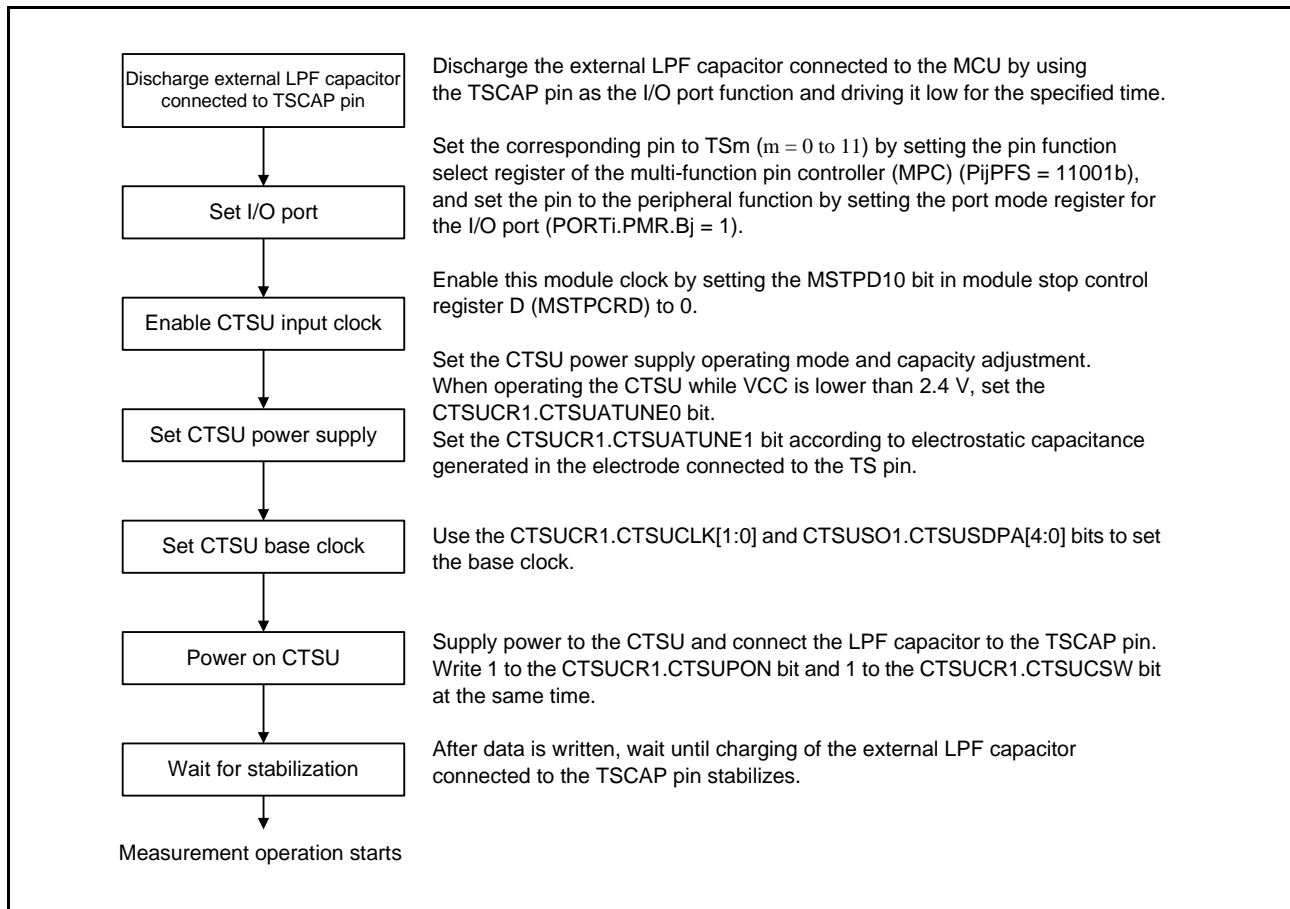 Discharge external LPF capacitor
connected to TSCAP pin
Discharge the external LPF capacitor connected to the MCU by using
the TSCAP pin as the I/O port function and driving it low for the specified time.
Set I/O port
Set the corresponding pin to TSm (m = 0 to 11) by setting the pin function
select register of the multi-function pin controller (MPC) (PijPFS = 11001b),
and set the pin to the peripheral function by setting the port mode register for
the I/O port (PORTi.PMR.Bj = 1).
Enable CTSU input clock
Enable this module clock by setting the MSTPD10 bit in module stop control
register D (MSTPCRD) to 0.
Set CTSU power supply
Set the CTSU power supply operating mode and capacity adjustment.
When operating the CTSU while VCC is lower than 2.4 V, set the
CTSUCR1.CTSUATUNE0 bit.
Set the CTSUCR1.CTSUATUNE1 bit according to electrostatic capacitance
generated in the electrode connected to the TS pin.
Set CTSU base clock
Use the CTSUCR1.CTSUCLK[1:0] and CTSUSO1.CTSUSDPA[4:0] bits to set
the base clock.
Power on CTSU
Supply power to the CTSU and connect the LPF capacitor to the TSCAP pin.
Write 1 to the CTSUCR1.CTSUPON bit and 1 to the CTSUCR1.CTSUCSW bit
at the same time.
Wait for stabilization
After data is written, wait until charging of the external LPF capacitor
connected to the TSCAP pin stabilizes.
Measurement operation starts